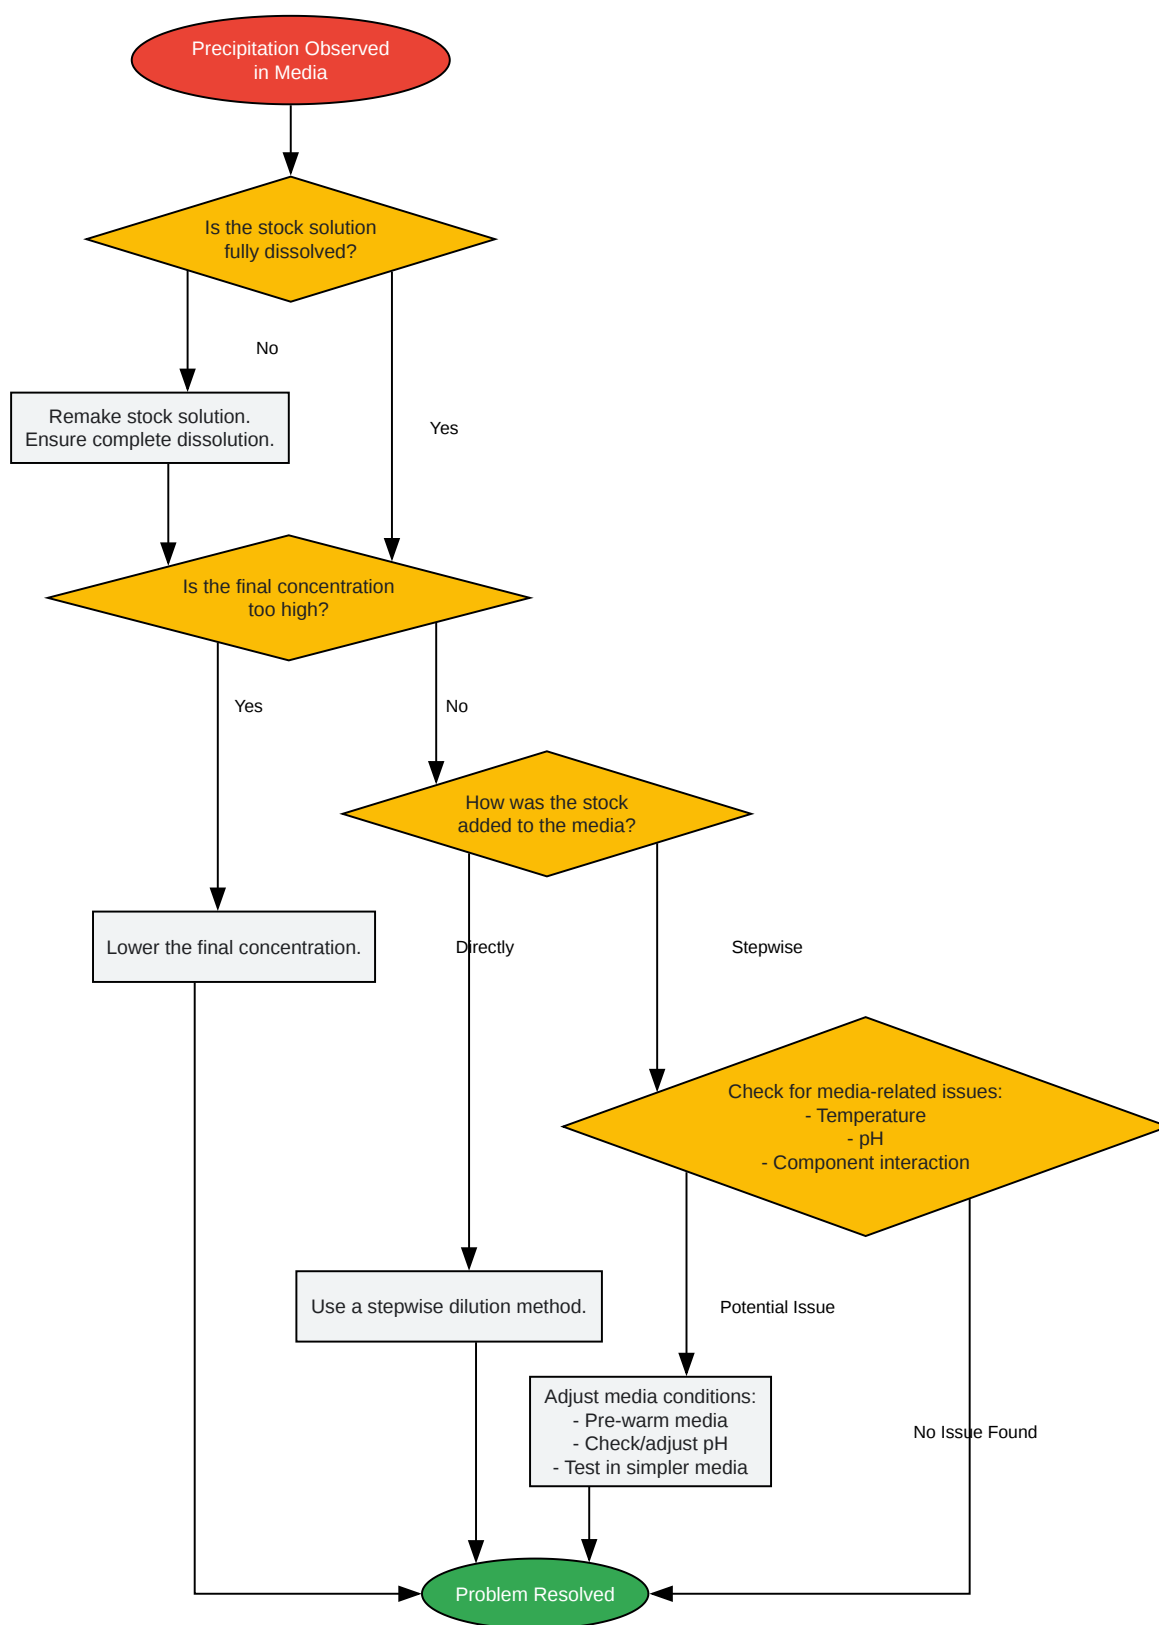 Precipitation Observed
in Media
Is the stock solution
fully dissolved?
No
Remake stock solution.
Ensure complete dissolution.
Yes
Is the final concentration
too high?
Yes
No
How was the stock
added to the media?
Lower the final concentration.
Directly
Stepwise
Check for media-related issues:
- Temperature
- pH
- Component interaction
Use a stepwise dilution method.
Potential Issue
Adjust media conditions:
- Pre-warm media
- Check/adjust pH
- Test in simpler media
No Issue Found
Problem Resolved